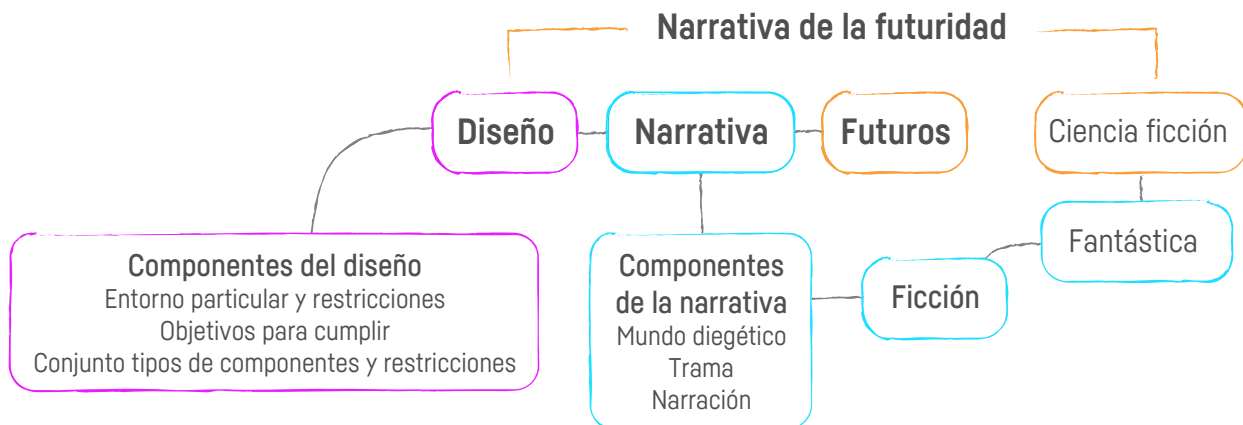 Narrativa de la futuridad
Diseño
Narrativa
Futuros
Ciencia ficción
Componentes del diseño
Entorno particular y restricciones
Objetivos para cumplir
Conjunto tipos de componentes y restricciones
Componentes
de la narrativa
Mundo diegético
Trama
Narración
Ficción
Fantástica